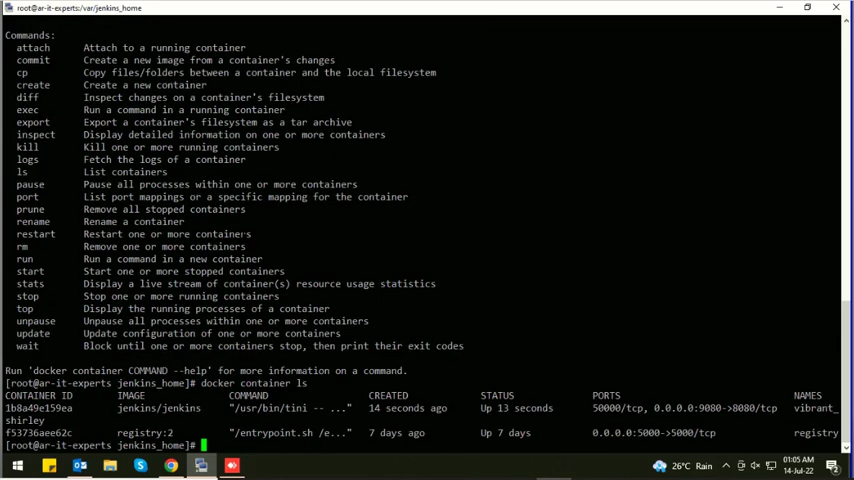 root@ar-it-experts:/var/jenkins_home
Commands:
attach Attach to a running container
commit Create a new image from a container's changes
cp Copy files/folders between a container and the local filesystem
create Create a new container
diff Inspect changes on a container's filesystem
exec Run a command in a running container
export Export a container's filesystem as a tar archive
inspect Display detailed information on one or more containers
kill Kill one or more running containers
logs Fetch the logs of a container
ls List containers
pause Pause all processes within one or more containers
port List port mappings or a specific mapping for the container
prune Remove all stopped containers
rename Rename a container
restart Restart one or more containers
rm Remove one or more containers
run Run a command in a new container
start Start one or more stopped containers
stats Display a live stream of container(s) resource usage statistics
stop Stop one or more running containers
top Display the running processes of a container
unpause Unpause all processes within one or more containers
update Update configuration of one or more containers
wait Block until one or more containers stop, then print their exit codes
Run 'docker container COMMAND --help' for more information on a command.
[root@ar-it-experts jenkins_home]# docker container ls
CONTAINER ID IMAGE COMMAND CREATED STATUS PORTS NAMES
1b8a49e159ea jenkins/jenkins "/usr/bin/tini -- ..." 14 seconds ago Up 13 seconds 50000/tcp, 0.0.0.0:9080->8080/tcp vibrant_
shirley
f53736aee62c registry:2 "/entrypoint.sh /e..." 7 days ago Up 7 days 0.0.0.0:5000->5000/tcp registry
[root@ar-it-experts jenkins_home]#
26°C Rain
01:05 AM
14-Jul-22
2